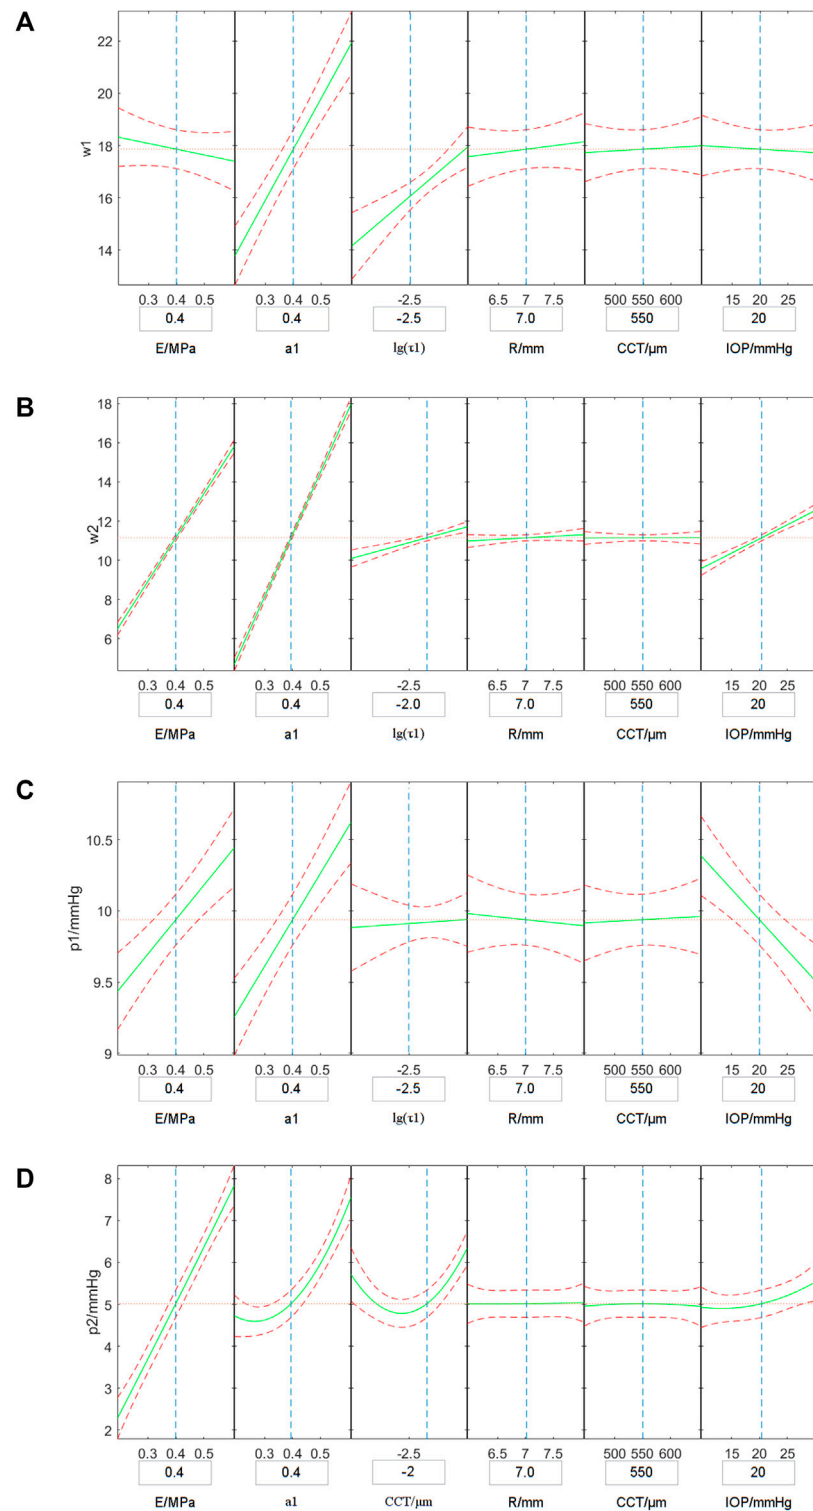 A
22
20
18
16
14
w1
0.3 0.4 0.5 0.3 0.4 0.5 -2.5 6.5 7 7.5 500 550 600 15 20 25
0.4 0.4 -2.5 7.0 550 20
E/MPa a1 lg(τ1) R/mm CCT/μm IOP/mmHg
B
18
16
14
12
10
8
6
w2
0.3 0.4 0.5 0.3 0.4 0.5 -2.5 6.5 7 7.5 500 550 600 15 20 25
0.4 0.4 -2.0 7.0 550 20
E/MPa a1 lg(τ1) R/mm CCT/μm IOP/mmHg
C
10.5
10
9.5
9
p1/mmHg
0.3 0.4 0.5 0.3 0.4 0.5 -2.5 6.5 7 7.5 500 550 600 15 20 25
0.4 0.4 -2.5 7.0 550 20
E/MPa a1 lg(τ1) R/mm CCT/μm IOP/mmHg
D
8
7
6
5
4
3
2
p2/mmHg
0.3 0.4 0.5 0.3 0.4 0.5 -2.5 6.5 7 7.5 500 550 600 15 20 25
0.4 0.4 -2 7.0 550 20
E/MPa a1 CCT/μm R/mm CCT/μm IOP/mmHg